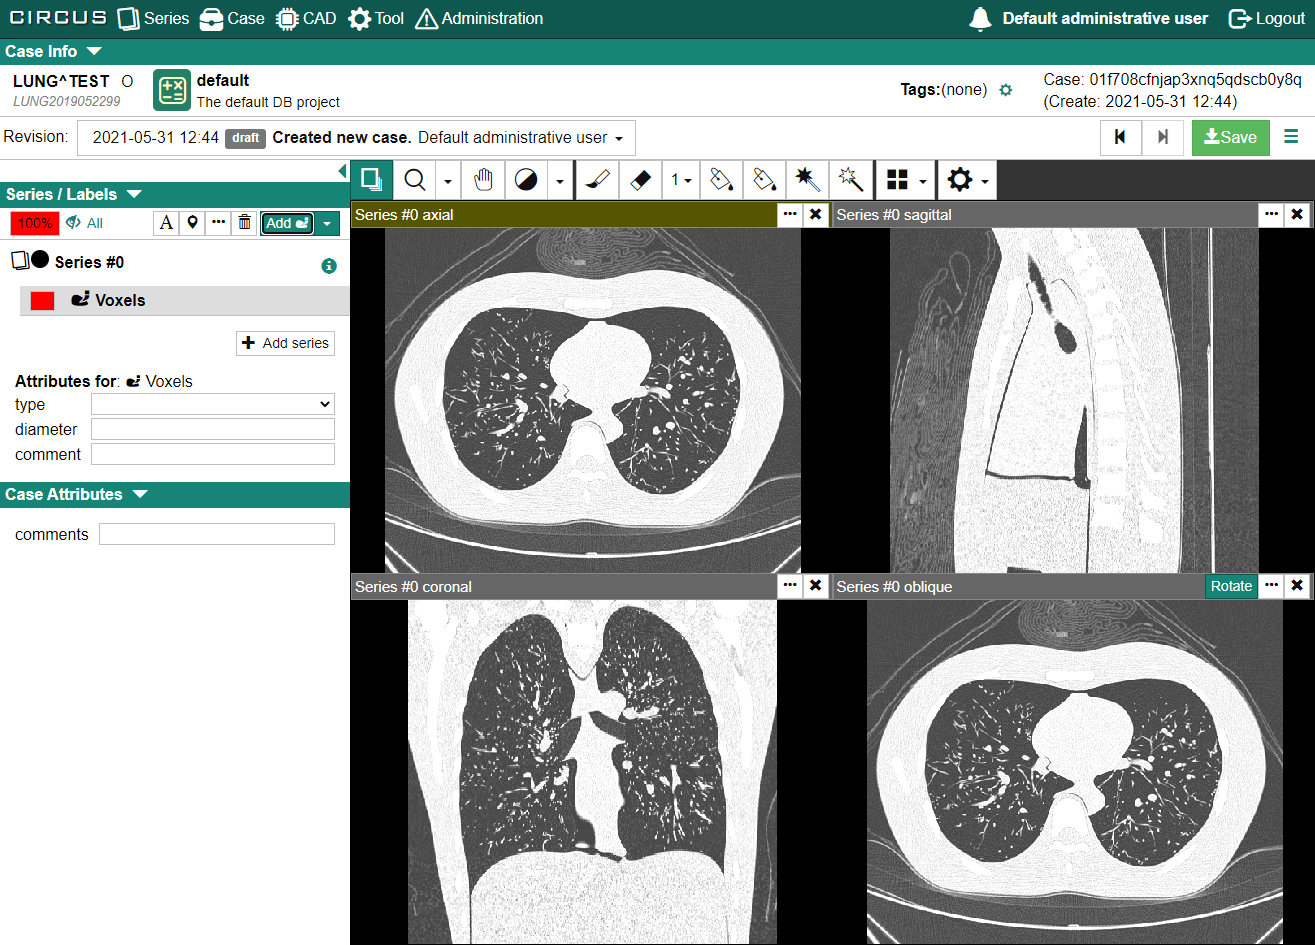 CIRCUS Series Case CAD Tool Administration Default administrative user Logout
Case Info
LUNG^TEST O
LUNG2019052299
default
The default DB project
Tags:(none)
Case: 01f708cfnjap3xnq5qdscb0y8q
(Create: 2021-05-31 12:44)
Revision: 2021-05-31 12:44 draft Created new case. Default administrative user
Save
Series / Labels
100% All A Add
Series #0
Voxels
Add series
Attributes for: Voxels
type
diameter
comment
Case Attributes
comments
1
Series #0 axial
Series #0 sagittal
Series #0 coronal
Series #0 oblique Rotate